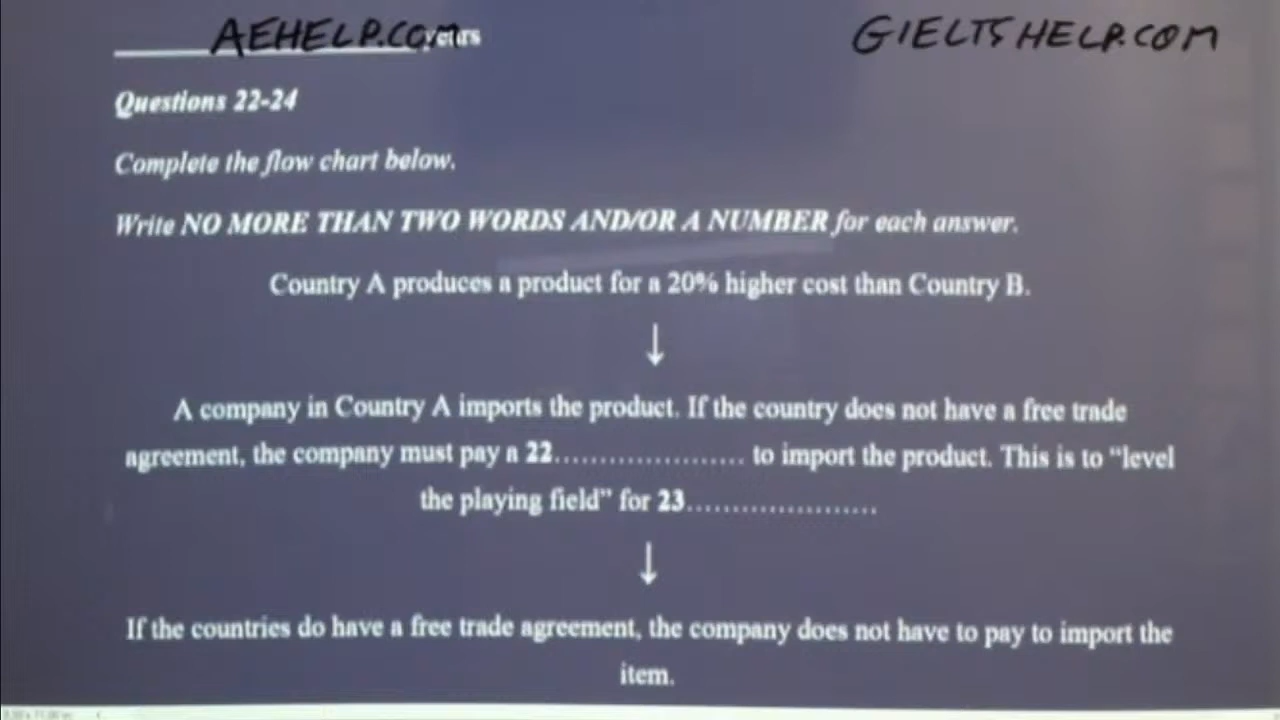 AEHELP.COM years
GIELTSHELP.COM
Questions 22-24
Complete the flow chart below.
Write NO MORE THAN TWO WORDS AND/OR A NUMBER for each answer.
Country A produces a product for a 20% higher cost than Country B.
↓
A company in Country A imports the product. If the country does not have a free trade
agreement, the company must pay a 22.................... to import the product. This is to “level
the playing field” for 23....................
↓
If the countries do have a free trade agreement, the company does not have to pay to import the
item.